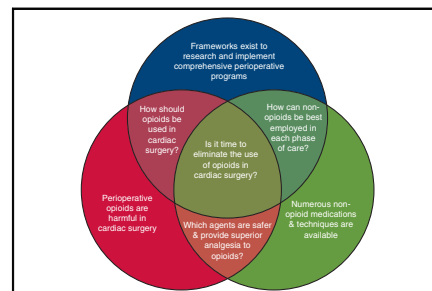 Frameworks exist to
research and implement
comprehensive perioperative
programs
How should
opioids be
used in
cardiac
surgery?
How can non-
opioids be best
employed in
each phase
of care?
Is it time to
eliminate the use
of opioids in
cardiac surgery?
Perioperative
opioids are
harmful in
cardiac surgery
Numerous non-
opioid medications
& techniques are
available
Which agents are safer
& provide superior
analgesia to
opioids?